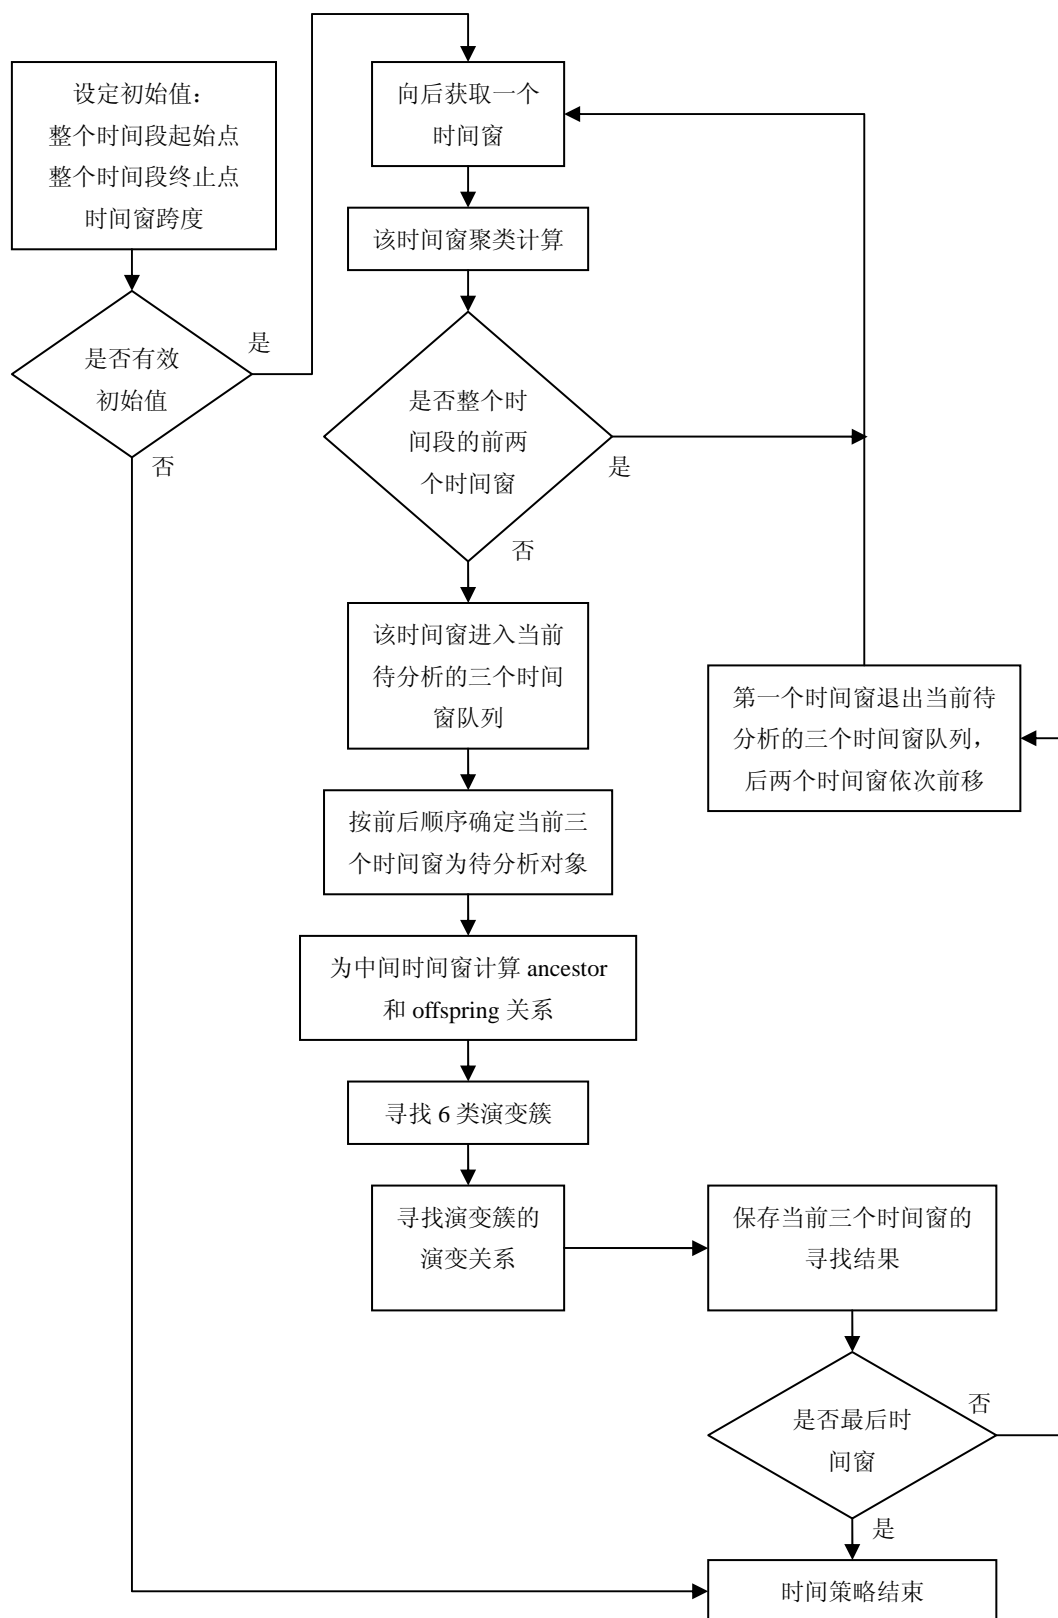 设定初始值：
整个时间段起始点
整个时间段终止点
时间窗跨度
是否有效
初始值
是
否
向后获取一个
时间窗
该时间窗聚类计算
是否整个时
间段的前两
个时间窗
是
否
该时间窗进入当前
待分析的三个时间
窗队列
第一个时间窗退出当前待
分析的三个时间窗队列，
后两个时间窗依次前移
按前后顺序确定当前三
个时间窗为待分析对象
为中间时间窗计算 ancestor
和 offspring 关系
寻找 6 类演变簇
寻找演变簇的
演变关系
保存当前三个时间窗的
寻找结果
是否最后时
间窗
否
是
时间策略结束